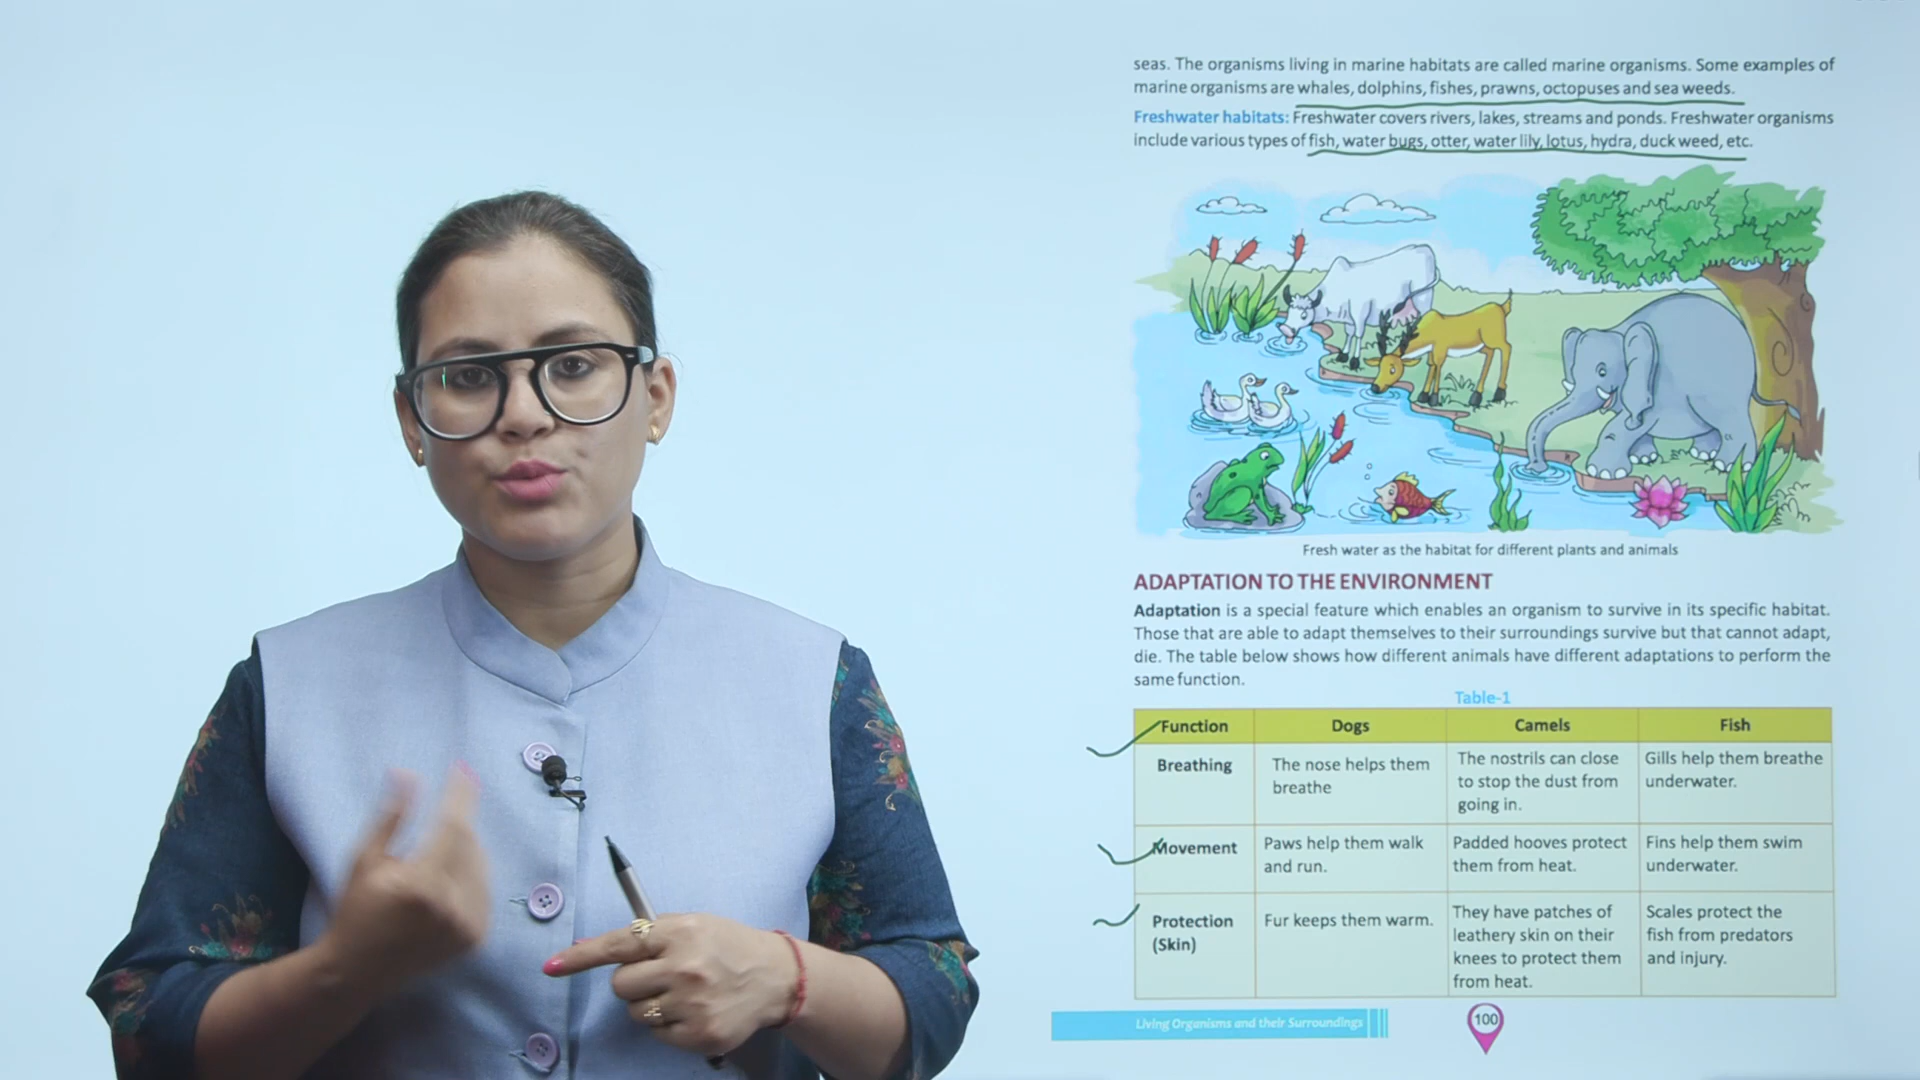 seas. The organisms living in marine habitats are called marine organisms. Some examples of
marine organisms are whales, dolphins, fishes, prawns, octopuses and sea weeds.
Freshwater habitats: Freshwater covers rivers, lakes, streams and ponds. Freshwater organisms
include various types of fish, water bugs, otter, water lily, lotus, hydra, duck weed, etc.
Fresh water as the habitat for different plants and animals
ADAPTATION TO THE ENVIRONMENT
Adaptation is a special feature which enables an organism to survive in its specific habitat.
Those that are able to adapt themselves to their surroundings survive but that cannot adapt,
die. The table below shows how different animals have different adaptations to perform the
same function.
Table-1
Function Dogs Camels Fish
Breathing
The nose helps them
breathe
The nostrils can close
to stop the dust from
going in.
Gills help them breathe
underwater.
Movement
Paws help them walk
and run.
Padded hooves protect
them from heat.
Fins help them swim
underwater.
Protection
(Skin)
Fur keeps them warm.
They have patches of
leathery skin on their
knees to protect them
from heat.
Scales protect the
fish from predators
and injury.
Living Organisms and their Surroundings
100